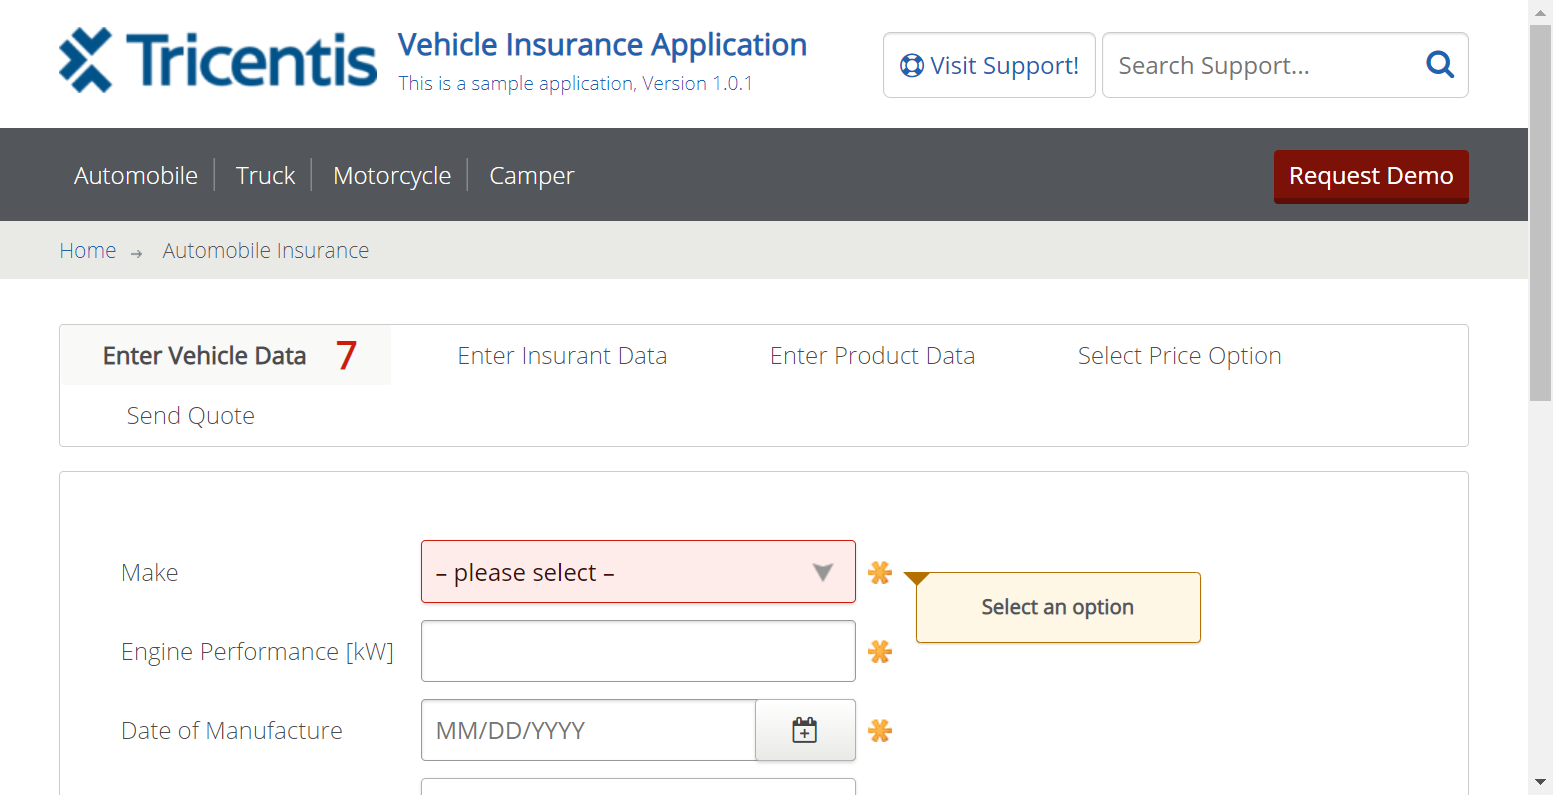 Tricentis
Vehicle Insurance Application
This is a sample application, Version 1.0.1
Visit Support!
Search Support...
Automobile
Truck
Motorcycle
Camper
Request Demo
Home → Automobile Insurance
Enter Vehicle Data 7
Enter Insurant Data
Enter Product Data
Select Price Option
Send Quote
Make
– please select –
Select an option
Engine Performance [kW]
Date of Manufacture
MM/DD/YYYY